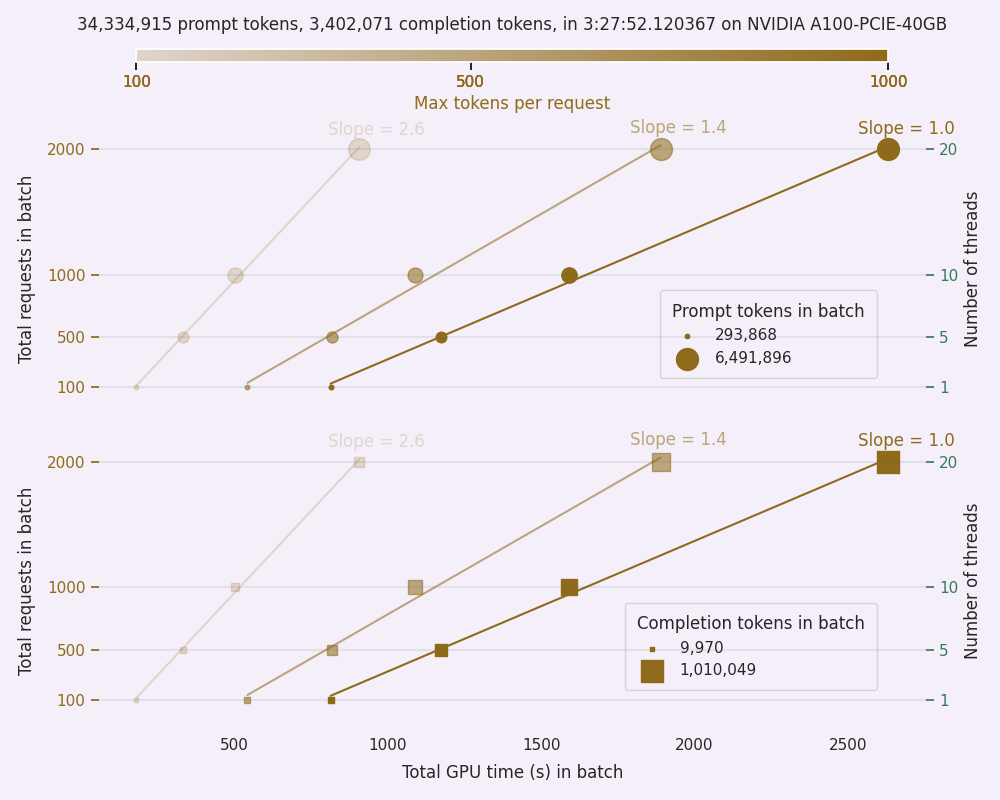 34,334,915 prompt tokens, 3,402,071 completion tokens, in 3:27:52.120367 on NVIDIA A100-PCIE-40GB
100 500 1000
Max tokens per request
Slope = 2.6 Slope = 1.4 Slope = 1.0
2000 20
1000 10
500 5
100 1
Total requests in batch
Number of threads
Prompt tokens in batch
293,868
6,491,896
Slope = 2.6 Slope = 1.4 Slope = 1.0
2000 20
1000 10
500 5
100 1
Total requests in batch
Number of threads
Completion tokens in batch
9,970
1,010,049
500 1000 1500 2000 2500
Total GPU time (s) in batch